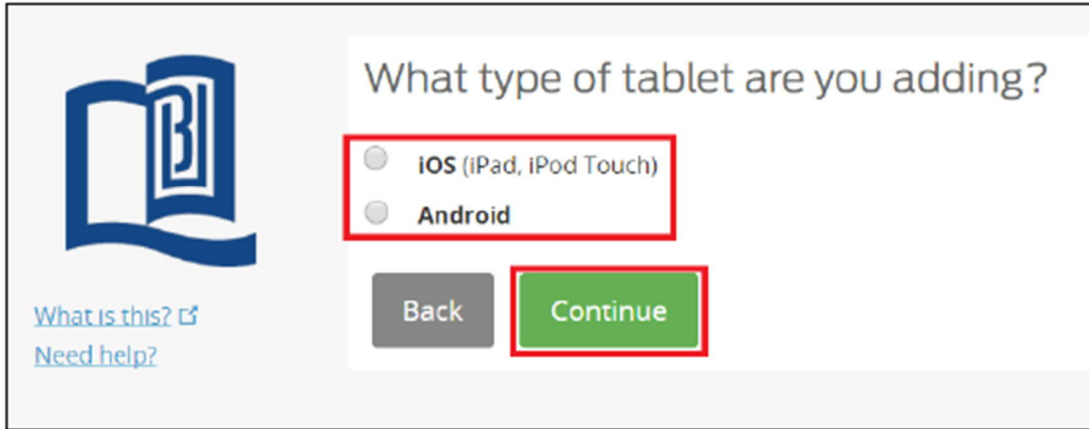 What type of tablet are you adding?
iOS (iPad, iPod Touch)
Android
Back
Continue
What is this?
Need help?